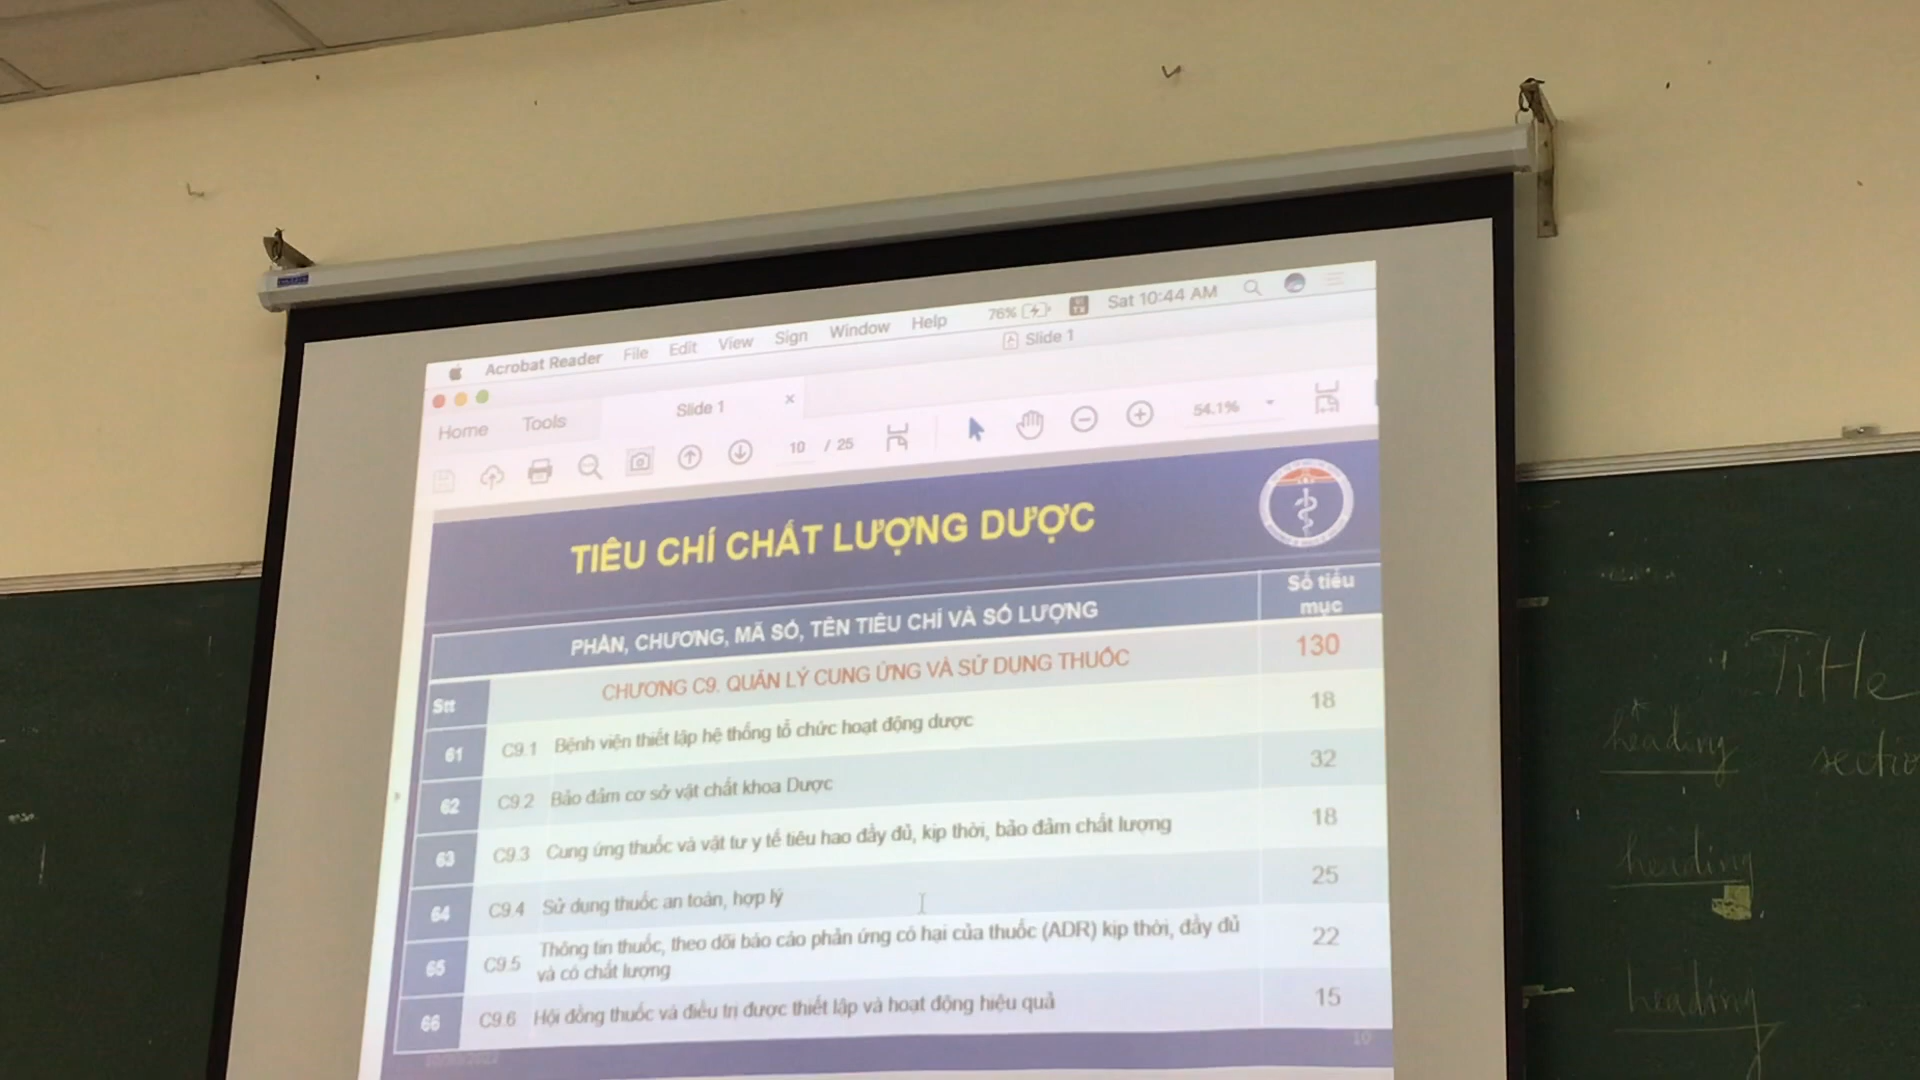 Acrobat Reader File Edit View Sign Window Help 76% Sat 10:44 AM
Slide 1
Home Tools Slide 1 ×
10 / 25 54.1%
TIÊU CHÍ CHẤT LƯỢNG DƯỢC
PHẦN, CHƯƠNG, MÃ SỐ, TÊN TIÊU CHÍ VÀ SỐ LƯỢNG
Số tiểu
mục
Stt CHƯƠNG C9. QUẢN LÝ CUNG ỨNG VÀ SỬ DỤNG THUỐC 130
61 C9.1 Bệnh viện thiết lập hệ thống tổ chức hoạt động dược 18
62 C9.2 Bảo đảm cơ sở vật chất khoa Dược 32
63 C9.3 Cung ứng thuốc và vật tư y tế tiêu hao đầy đủ, kịp thời, bảo đảm chất lượng 18
64 C9.4 Sử dụng thuốc an toàn, hợp lý 25
65 C9.5 Thông tin thuốc, theo dõi báo cáo phản ứng có hại của thuốc (ADR) kịp thời, đầy đủ
và có chất lượng 22
66 C9.6 Hội đồng thuốc và điều trị được thiết lập và hoạt động hiệu quả 15
10
Title
heading
heading
heading